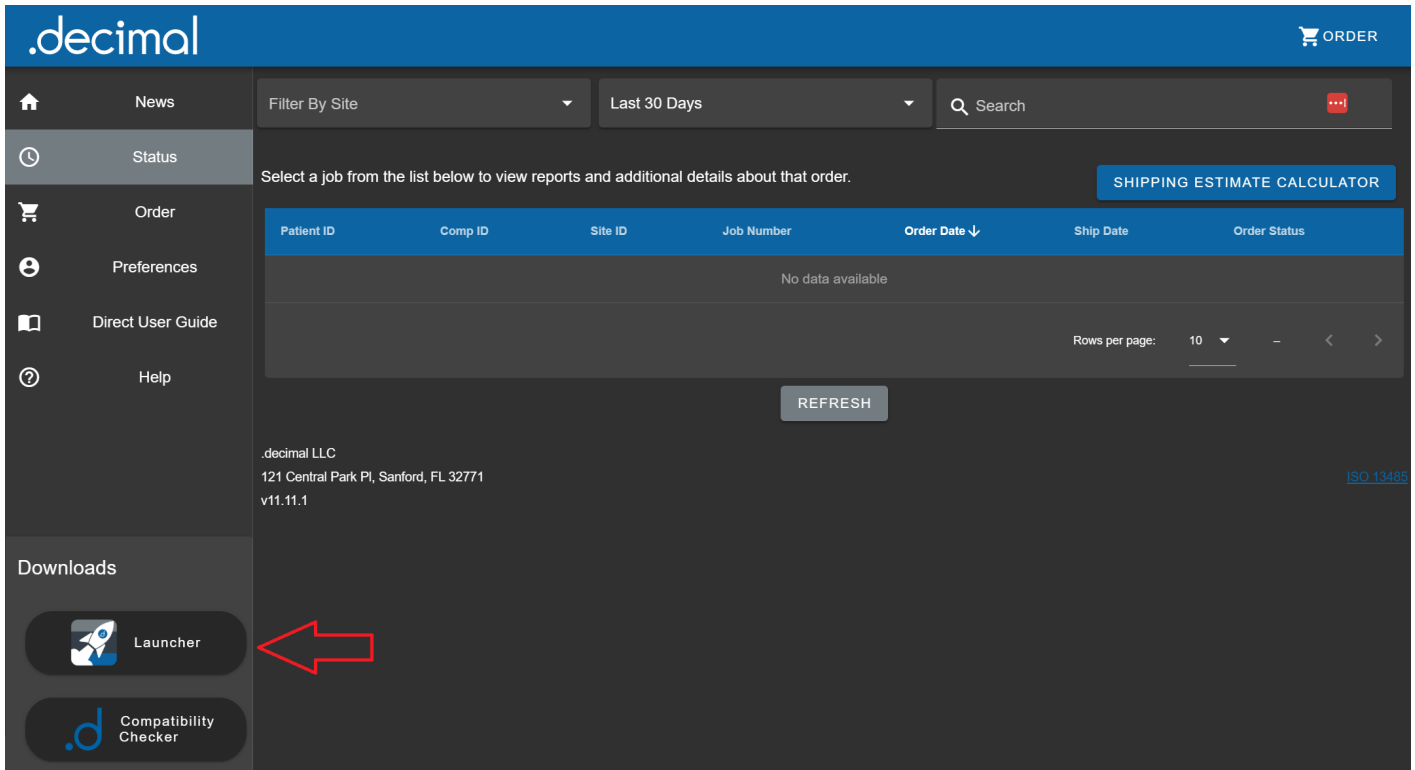 .decimal
ORDER
News
Status
Order
Preferences
Direct User Guide
Help
Filter By Site
Last 30 Days
Search
Select a job from the list below to view reports and additional details about that order.
SHIPPING ESTIMATE CALCULATOR
Patient ID Comp ID Site ID Job Number Order Date Ship Date Order Status
No data available
Rows per page: 10 –
REFRESH
.decimal LLC
121 Central Park Pl, Sanford, FL 32771
v11.11.1
ISO 13485
Downloads
Launcher
.d
Compatibility
Checker